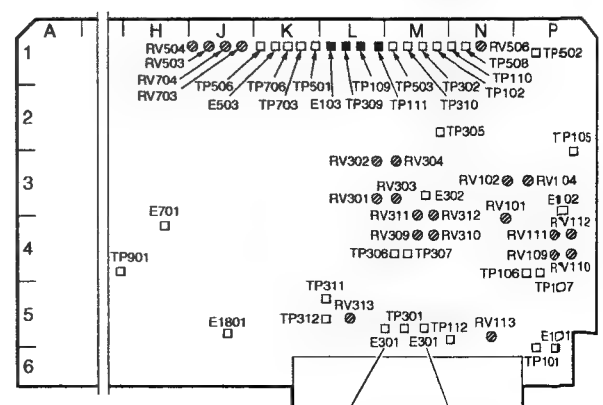 A H J K L M N P
1 RV504 RV506 TP502
RV503 TP508
RV704 TP506 TP706 TP501 TP109 TP503 TP302 TP110
RV703 E503 TP703 E103 TP309 TP111 TP310 TP102
2 TP305 TP105
RV302 RV304
3 RV303 E302 RV102 RV104
RV301 E102
E701 RV311 RV312 RV101 RV112
4 RV309 RV310 RV111
TP901 TP306 TP307 RV109 RV110
TP106 TP107
TP311
5 TP312 RV313 TP301 TP112 RV113
E1801 E301 E301 E101
6 TP101